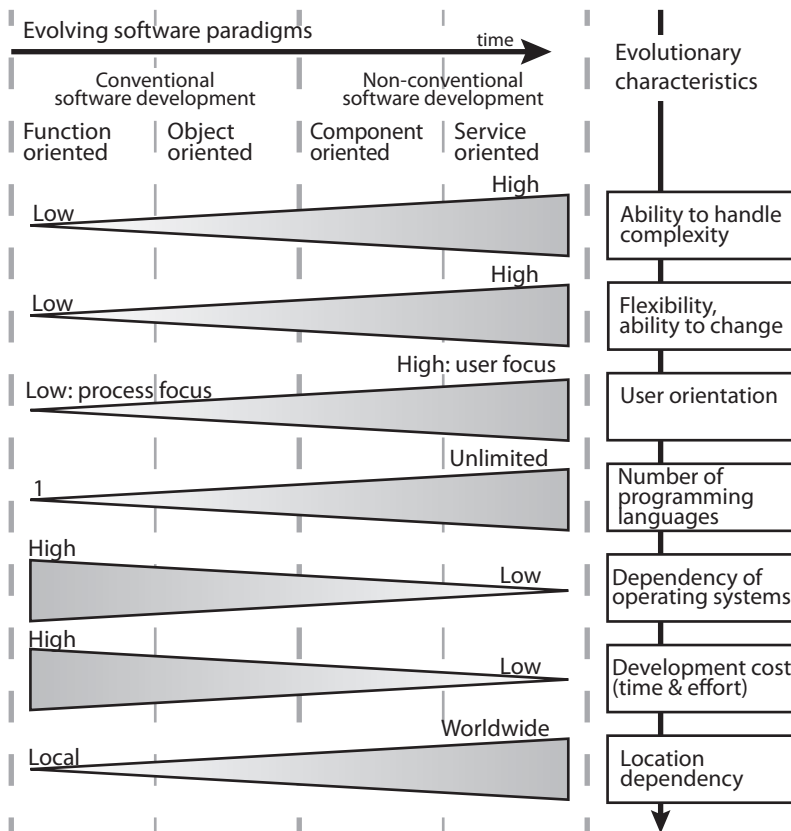 Evolving software paradigms
time
Evolutionary
characteristics
Conventional
software development
Non-conventional
software development
Function
oriented
Object
oriented
Component
oriented
Service
oriented
Low
High
Ability to handle
complexity
Low
High
Flexibility,
ability to change
Low: process focus
High: user focus
User orientation
1
Unlimited
Number of
programming
languages
High
Low
Dependency of
operating systems
High
Low
Development cost
(time & effort)
Local
Worldwide
Location
dependency